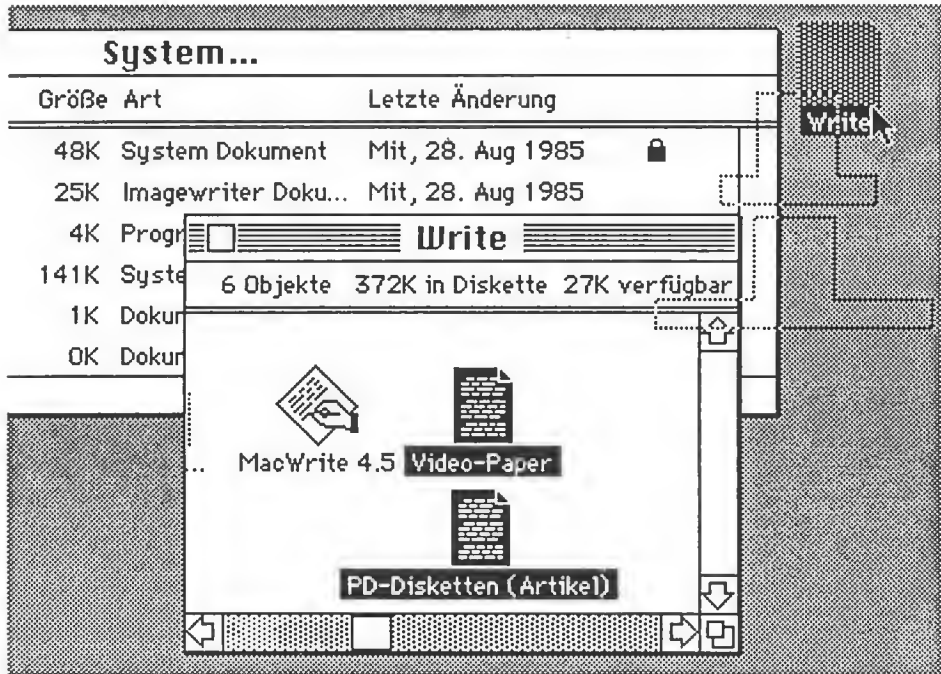 System...
Größe Art Letzte Änderung
48K System Dokument Mit, 28. Aug 1985
25K Imagewriter Doku... Mit, 28. Aug 1985
4K Progr
141K Syste
1K Dokur
0K Dokur
Write
Write
6 Objekte 372K in Diskette 27K verfügbar
... MacWrite 4.5 Video-Paper
PD-Disketten (Artikel)